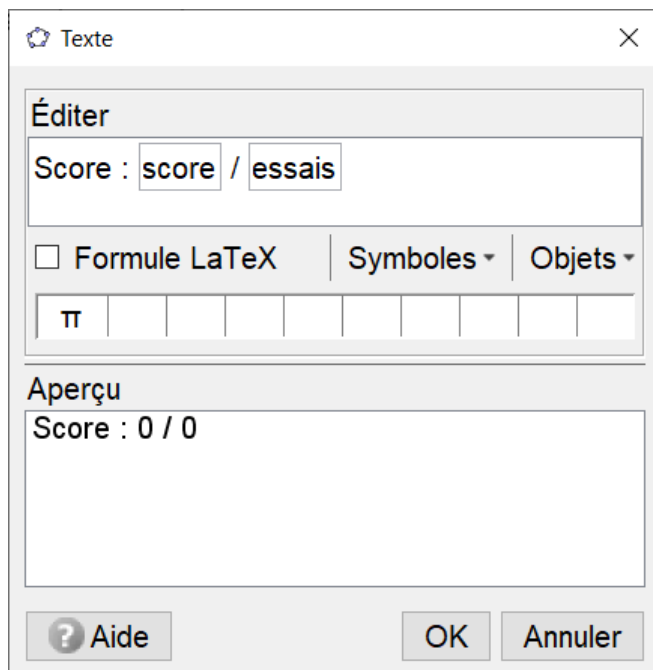 Texte
Éditer
Score : score / essais
Formule LaTeX Symboles Objets
π
Aperçu
Score : 0 / 0
? Aide OK Annuler